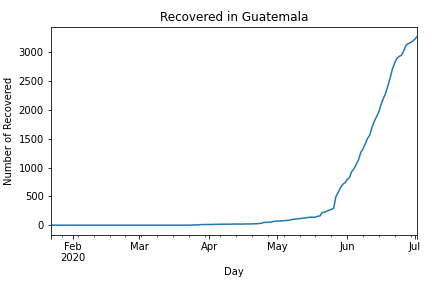 Recovered in Guatemala
Number of Recovered
3000
2500
2000
1500
1000
500
0
Feb
2020
Mar
Apr
May
Jun
Jul
Day